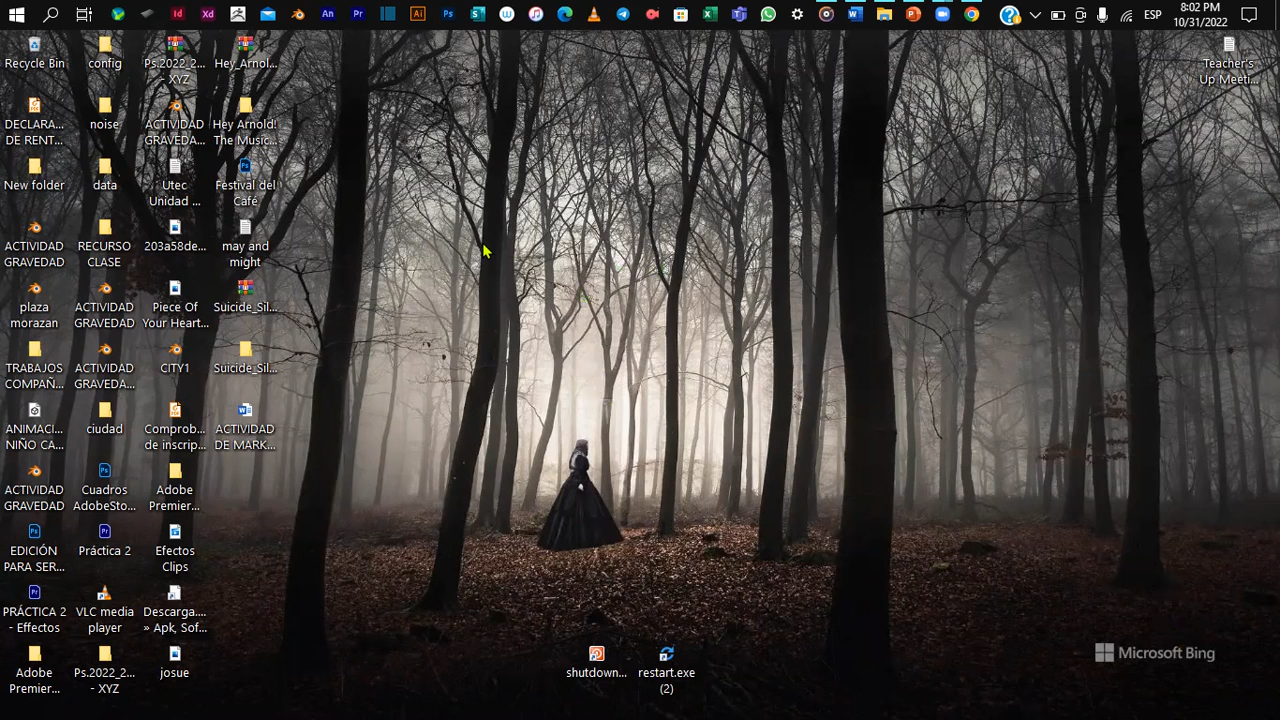 ESP
8:02 PM
10/31/2022
Recycle Bin
config
Ps.2022_2...
- XYZ
Hey_Arnol...
Teacher's
Up Meeti...
DECLARA...
DE RENT...
noise
ACTIVIDAD
GRAVEDA...
Hey Arnold!
The Music...
New folder
data
Utec
Unidad ...
Festival del
Café
ACTIVIDAD
GRAVEDAD
RECURSO
CLASE
203a58de...
may and
might
plaza
morazan
ACTIVIDAD
GRAVEDAD
Piece Of
Your Heart...
Suicide_Sil...
TRABAJOS
COMPAÑ...
ACTIVIDAD
GRAVEDA...
CITY1
Suicide_Sil...
ANIMACI...
NIÑO CA...
ciudad
Comprob...
de inscrip...
ACTIVIDAD
DE MARK...
ACTIVIDAD
GRAVEDAD
Cuadros
AdobeSto...
Adobe
Premier...
EDICIÓN
PARA SER...
Práctica 2
Efectos
Clips
PRÁCTICA 2
- Efectos
VLC media
player
Descarga....
» Apk, Sof...
Adobe
Premier...
Ps.2022_2...
- XYZ
josue
shutdown...
restart.exe
(2)
Microsoft Bing